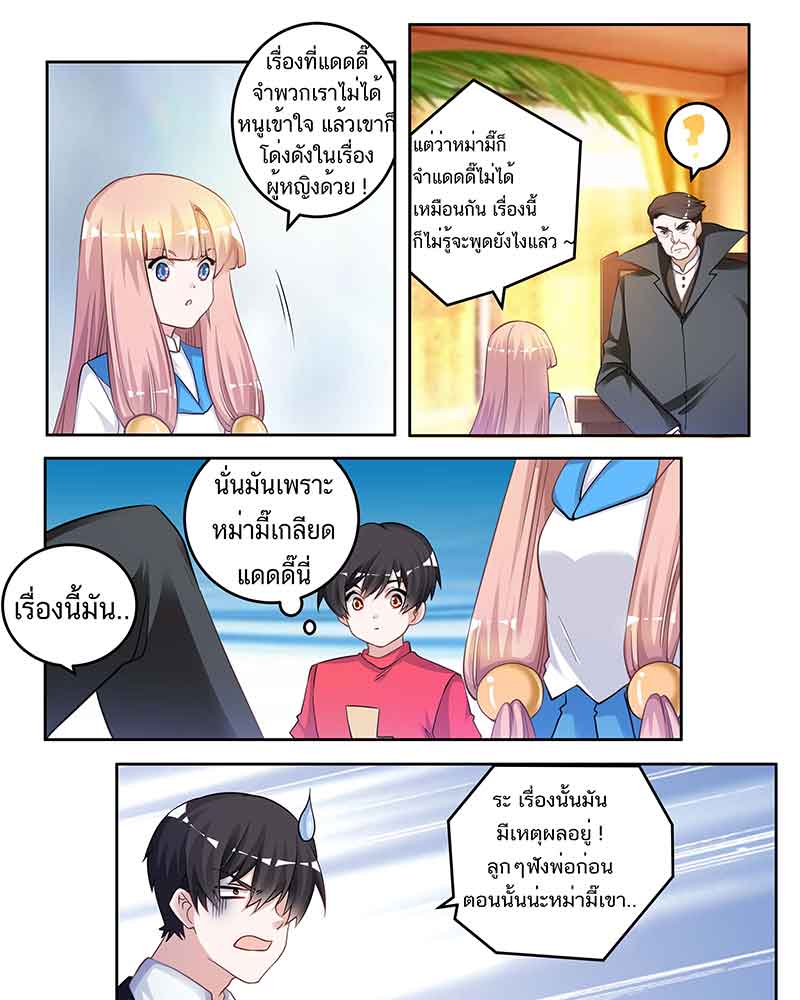 เรื่องที่แดดดี๊
จำพวกเราไม่ได้
หนูเข้าใจ แล้วเขาก็
โด่งดังในเรื่อง
ผู้หญิงด้วย !
?
แต่ว่าหม่ามี๊ก็
จำแดดดี๊ไม่ได้
เหมือนกัน เรื่องนี้
ก็ไม่รู้จะพูดยังไงแล้ว ~
นั่นมันเพราะ
หม่ามี๊เกลียด
แดดดี๊นี่
เรื่องนี้มัน..
ระ เรื่องนั้นมัน
มีเหตุผลอยู่ !
ลูกๆฟังพ่อก่อน
ตอนนั้นน่ะหม่ามี๊เขา..